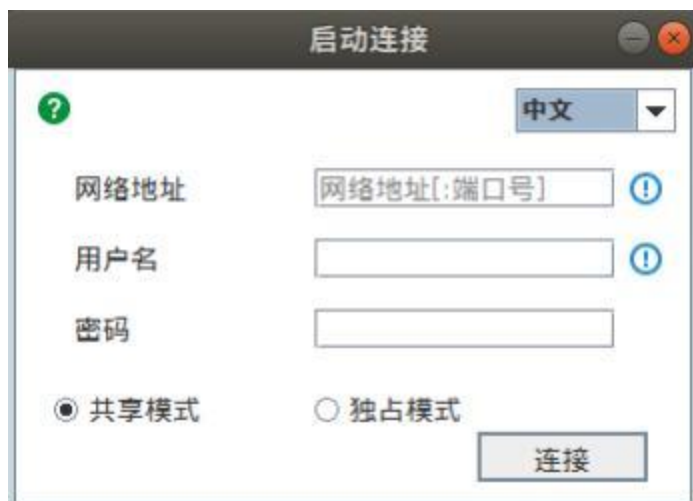 启动连接
中文
网络地址 网络地址[:端口号]
用户名
密码
共享模式 独占模式
连接